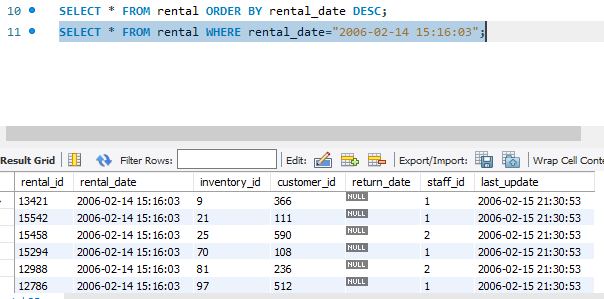 10 SELECT * FROM rental ORDER BY rental_date DESC;
11 SELECT * FROM rental WHERE rental_date="2006-02-14 15:16:03";
Result Grid Filter Rows: Edit: Export/Import: Wrap Cell Conte
rental_id rental_date inventory_id customer_id return_date staff_id last_update
13421 2006-02-14 15:16:03 9 366 NULL 1 2006-02-15 21:30:53
15542 2006-02-14 15:16:03 21 111 NULL 1 2006-02-15 21:30:53
15458 2006-02-14 15:16:03 25 590 NULL 2 2006-02-15 21:30:53
15294 2006-02-14 15:16:03 70 108 NULL 1 2006-02-15 21:30:53
12988 2006-02-14 15:16:03 81 236 NULL 2 2006-02-15 21:30:53
12786 2006-02-14 15:16:03 97 512 NULL 1 2006-02-15 21:30:53